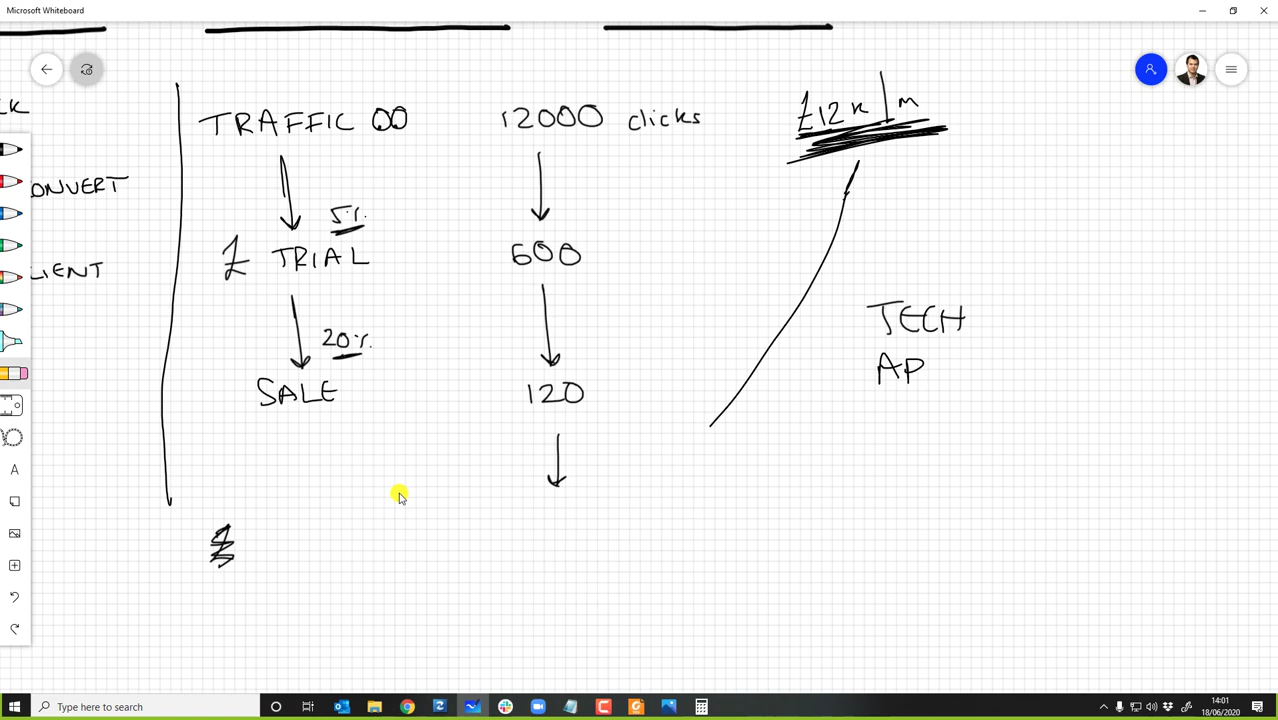 Microsoft Whiteboard
TRAFFIC 00 12000 clicks £12k/m
ONVERT
5%
£ TRIAL 600
LIENT
TECH
20%
AP
SALE 120
Type here to search
14:01
18/06/2020